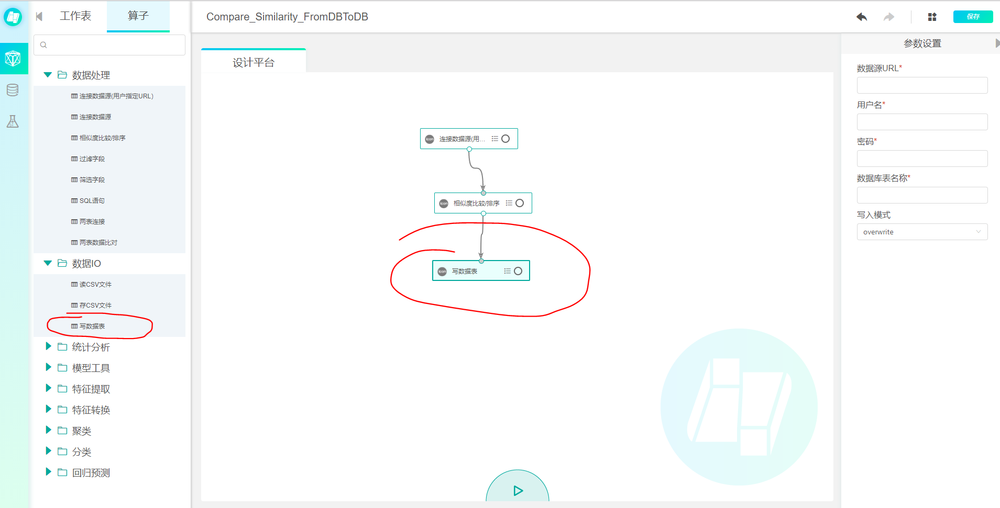 工作表
算子
Compare_Similarity_FromDBToDB
保存
数据处理
连接数据源(用户指定URL)
连接数据源
相似度比较/排序
过滤字段
筛选字段
SQL语句
两表连接
两表数据比对
数据IO
读CSV文件
存CSV文件
写数据表
统计分析
模型工具
特征提取
特征转换
聚类
分类
回归预测
设计平台
icon 连接数据源(用...
icon 相似度比较/排序
icon 写数据表
参数设置
数据源URL*
用户名*
密码*
数据库表名称*
写入模式
overwrite